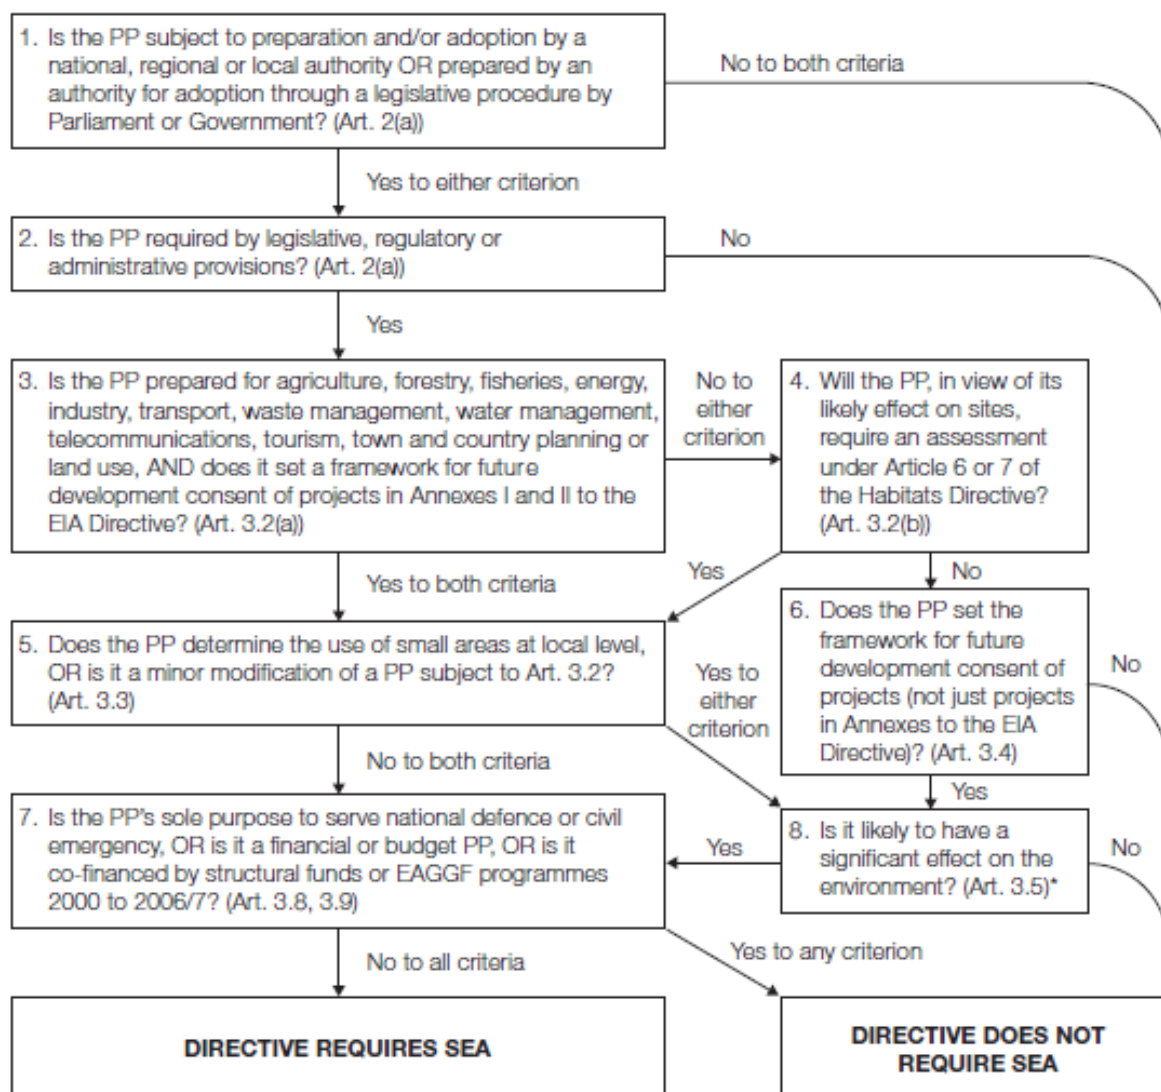 1. Is the PP subject to preparation and/or adoption by a
national, regional or local authority OR prepared by an
authority for adoption through a legislative procedure by
Parliament or Government? (Art. 2(a))
No to both criteria
Yes to either criterion
2. Is the PP required by legislative, regulatory or
administrative provisions? (Art. 2(a))
No
Yes
3. Is the PP prepared for agriculture, forestry, fisheries, energy,
industry, transport, waste management, water management,
telecommunications, tourism, town and country planning or
land use, AND does it set a framework for future
development consent of projects in Annexes I and II to the
EIA Directive? (Art. 3.2(a))
No to
either
criterion
4. Will the PP, in view of its
likely effect on sites,
require an assessment
under Article 6 or 7 of
the Habitats Directive?
(Art. 3.2(b))
Yes to both criteria
Yes
No
5. Does the PP determine the use of small areas at local level,
OR is it a minor modification of a PP subject to Art. 3.2?
(Art. 3.3)
Yes to
either
criterion
6. Does the PP set the
framework for future
development consent of
projects (not just projects
in Annexes to the EIA
Directive)? (Art. 3.4)
No
No to both criteria
Yes
7. Is the PP's sole purpose to serve national defence or civil
emergency, OR is it a financial or budget PP, OR is it
co-financed by structural funds or EAGGF programmes
2000 to 2006/7? (Art. 3.8, 3.9)
Yes
8. Is it likely to have a
significant effect on the
environment? (Art. 3.5)*
No
No to all criteria
Yes to any criterion
DIRECTIVE REQUIRES SEA
DIRECTIVE DOES NOT
REQUIRE SEA